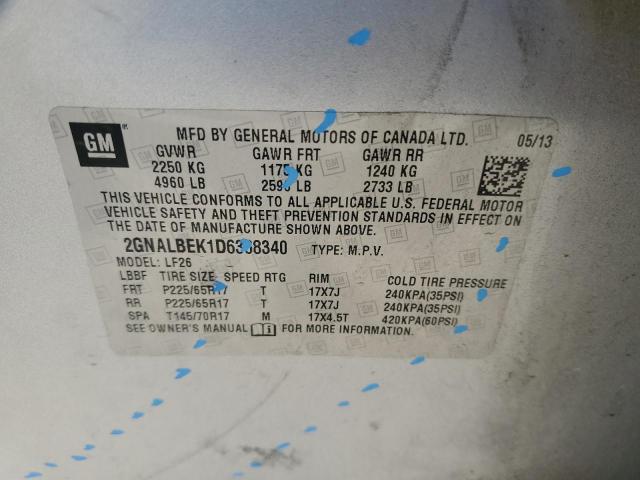 GM
MFD BY GENERAL MOTORS OF CANADA LTD. 05/13
GVWR GAWR FRT GAWR RR
2250 KG 1175 KG 1240 KG
4960 LB 2590 LB 2733 LB
THIS VEHICLE CONFORMS TO ALL APPLICABLE U.S. FEDERAL MOTOR
VEHICLE SAFETY AND THEFT PREVENTION STANDARDS IN EFFECT ON
THE DATE OF MANUFACTURE SHOWN ABOVE.
TYPE: M.P.V.
MODEL: LF26
LBBF TIRE SIZE SPEED RTG RIM COLD TIRE PRESSURE
FRT P225/65R17 T 17X7J 240KPA(35PSI)
RR P225/65R17 T 17X7J 240KPA(35PSI)
SPA T145/70R17 M 17X4.5T 420KPA(60PSI)
SEE OWNER'S MANUAL FOR MORE INFORMATION.